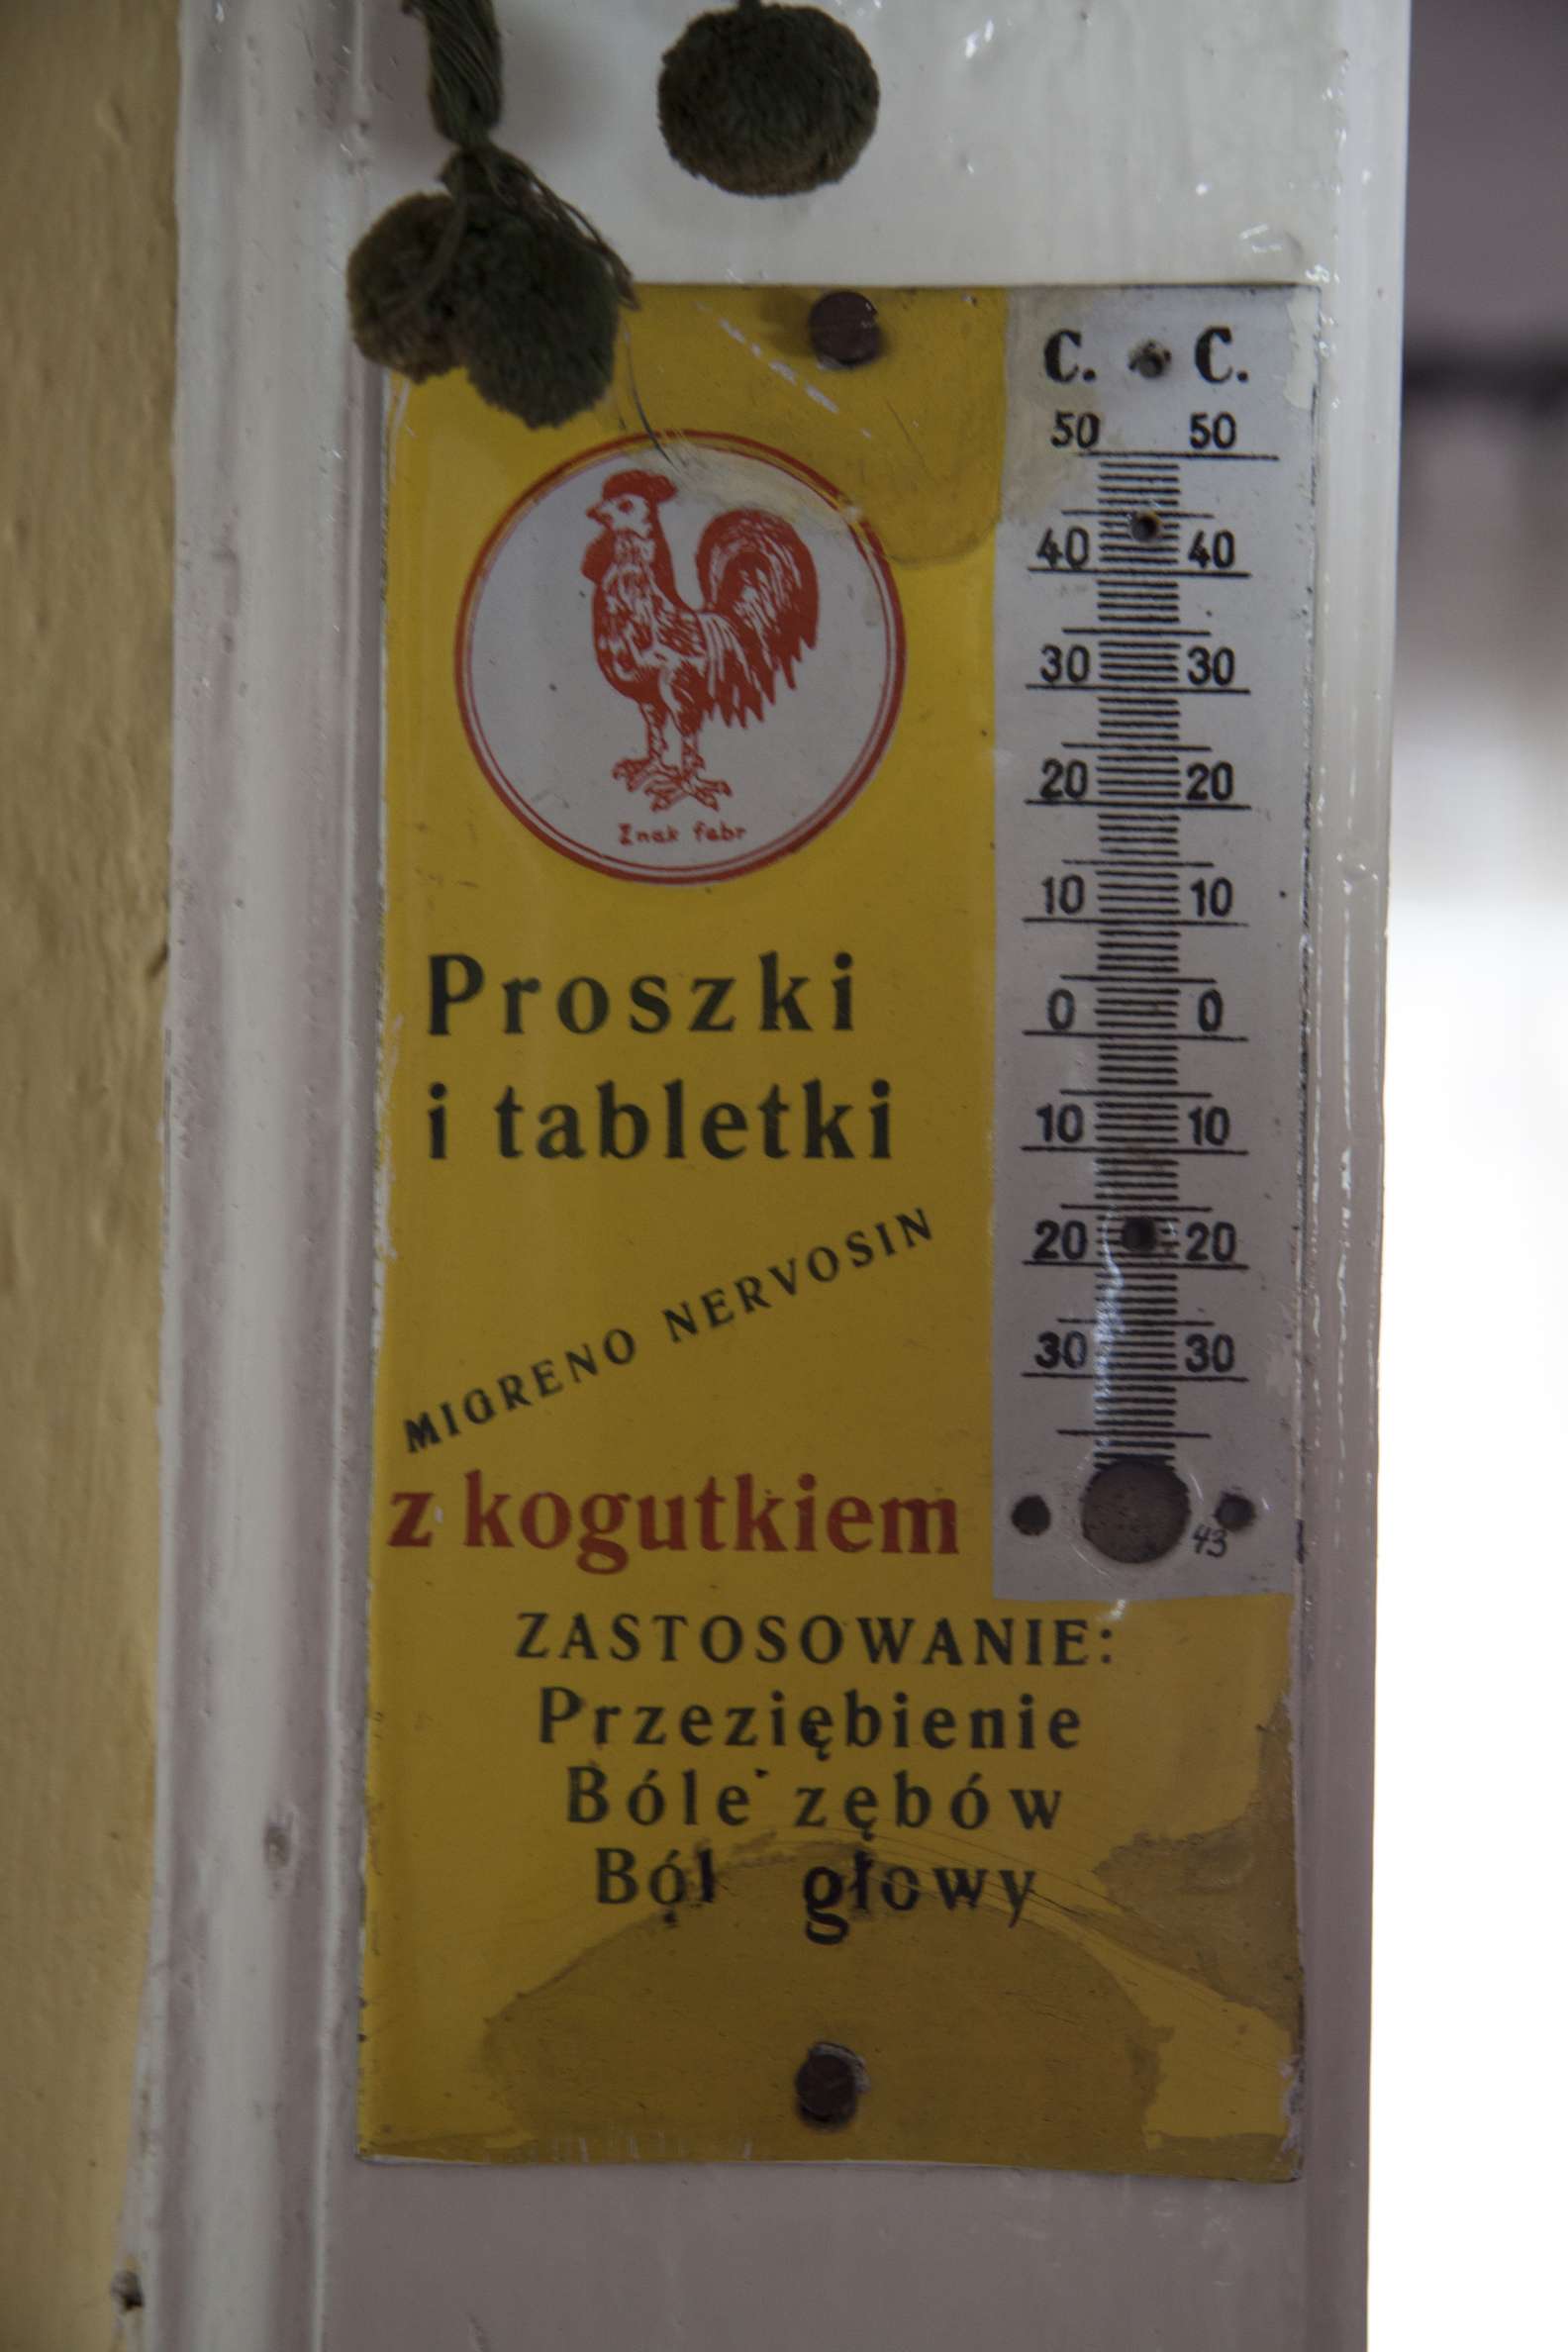 C. C.
50 50
40 40
30 30
20 20
10 10
0 0
10 10
20 20
30 30
43
Znak fabr
Proszki
i tabletki
MIGRENO NERVOSIN
z kogutkiem
ZASTOSOWANIE:
Przeziębienie
Bóle zębów
Ból głowy